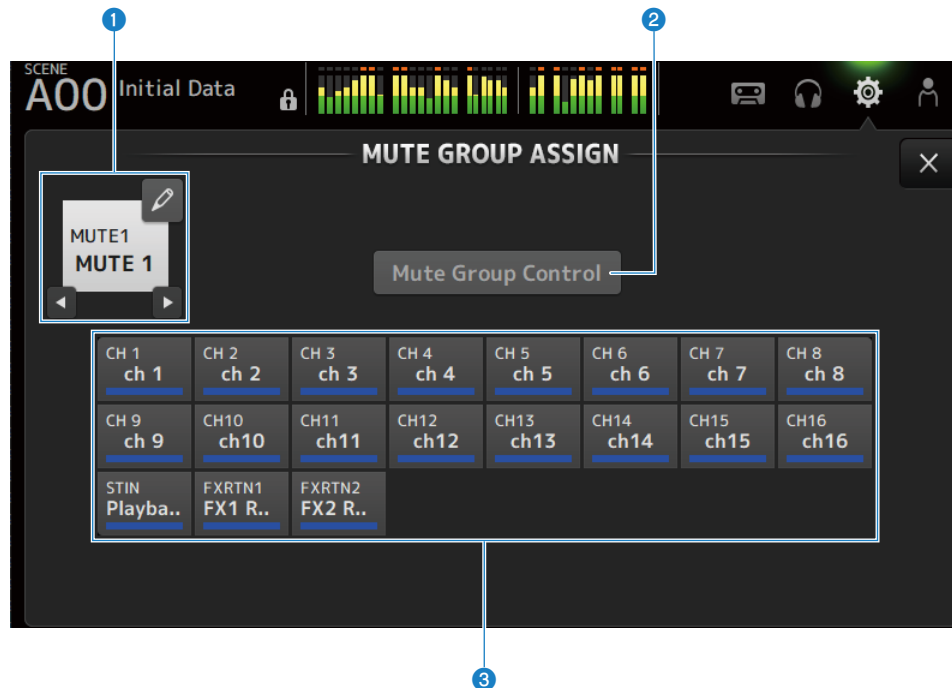 1 2
SCENE
A00 Initial Data
MUTE GROUP ASSIGN
MUTE1
MUTE 1
Mute Group Control
CH 1 CH 2 CH 3 CH 4 CH 5 CH 6 CH 7 CH 8
ch 1 ch 2 ch 3 ch 4 ch 5 ch 6 ch 7 ch 8
CH 9 CH10 CH11 CH12 CH13 CH14 CH15 CH16
ch 9 ch10 ch11 ch12 ch13 ch14 ch15 ch16
STIN FXRTN1 FXRTN2
Playba.. FX1 R.. FX2 R..
3